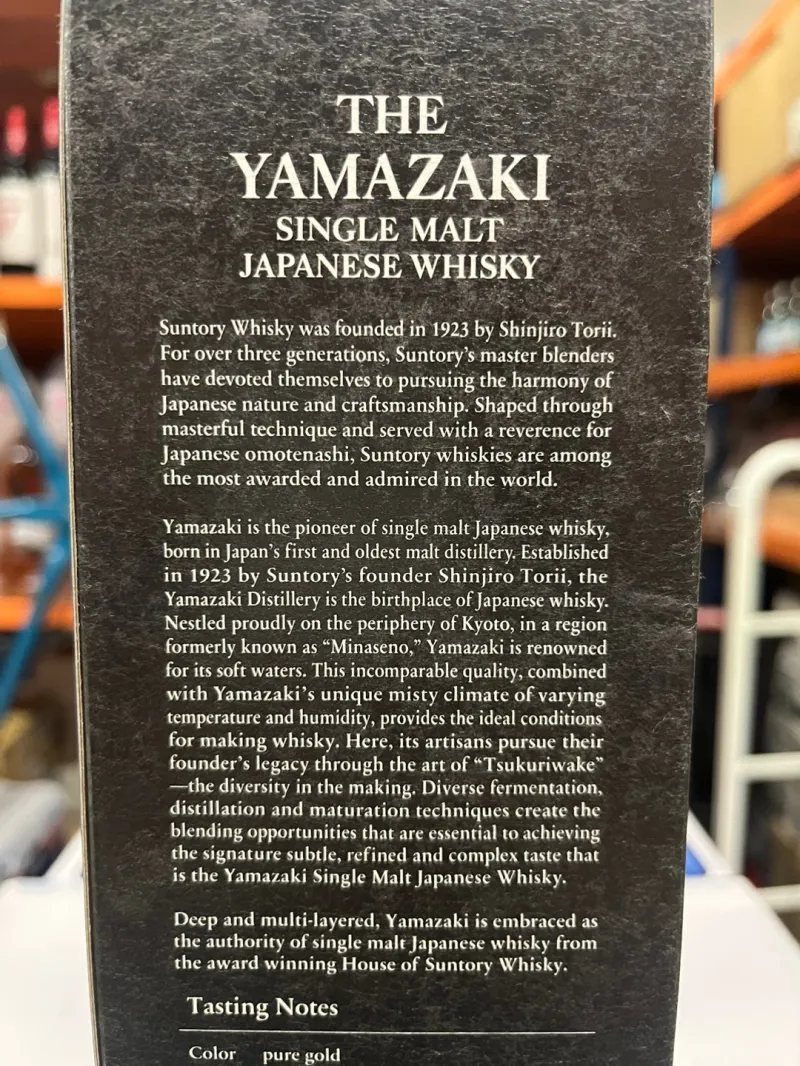 THE
YAMAZAKI
SINGLE MALT
JAPANESE WHISKY
Suntory Whisky was founded in 1923 by Shinjiro Torii.
For over three generations, Suntory's master blenders
have devoted themselves to pursuing the harmony of
Japanese nature and craftsmanship. Shaped through
masterful technique and served with a reverence for
Japanese omotenashi, Suntory whiskies are among
the most awarded and admired in the world.
Yamazaki is the pioneer of single malt Japanese whisky,
born in Japan's first and oldest malt distillery. Established
in 1923 by Suntory's founder Shinjiro Torii, the
Yamazaki Distillery is the birthplace of Japanese whisky.
Nestled proudly on the periphery of Kyoto, in a region
formerly known as “Minaseno,” Yamazaki is renowned
for its soft waters. This incomparable quality, combined
with Yamazaki's unique misty climate of varying
temperature and humidity, provides the ideal conditions
for making whisky. Here, its artisans pursue their
founder's legacy through the art of “Tsukuriwake”
—the diversity in the making. Diverse fermentation,
distillation and maturation techniques create the
blending opportunities that are essential to achieving
the signature subtle, refined and complex taste that
is the Yamazaki Single Malt Japanese Whisky.
Deep and multi-layered, Yamazaki is embraced as
the authority of single malt Japanese whisky from
the award winning House of Suntory Whisky.
Tasting Notes
Color pure gold